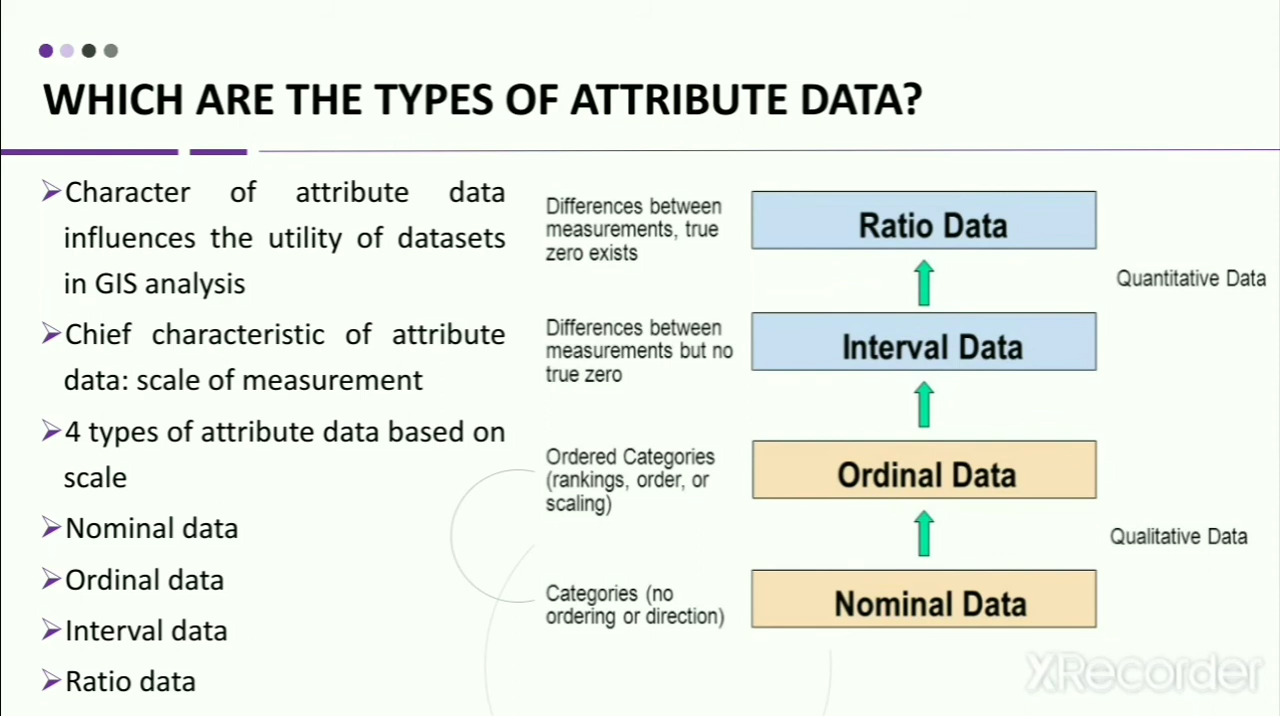 WHICH ARE THE TYPES OF ATTRIBUTE DATA?
➢Character of attribute data
influences the utility of datasets
in GIS analysis
➢Chief characteristic of attribute
data: scale of measurement
➢4 types of attribute data based on
scale
➢Nominal data
➢Ordinal data
➢Interval data
➢Ratio data
Differences between
measurements, true
zero exists
Ratio Data
Quantitative Data
Differences between
measurements but no
true zero
Interval Data
Ordered Categories
(rankings, order, or
scaling)
Ordinal Data
Qualitative Data
Categories (no
ordering or direction)
Nominal Data
XRecorder